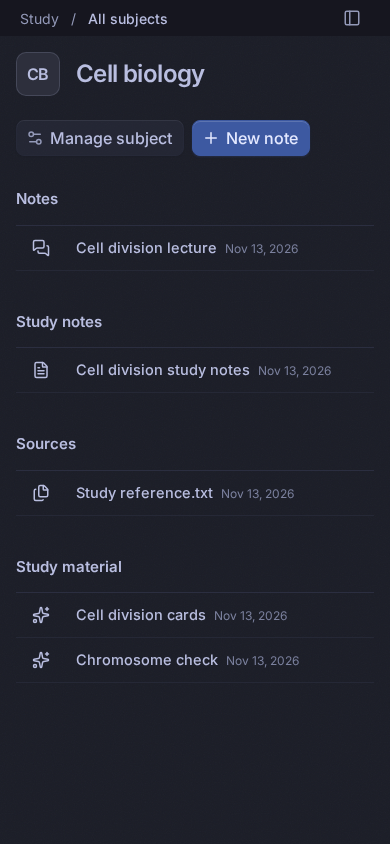 Study / All subjects
CB
Cell biology
Manage subject
New note
Notes
Cell division lecture Nov 13, 2026
Study notes
Cell division study notes Nov 13, 2026
Sources
Study reference.txt Nov 13, 2026
Study material
Cell division cards Nov 13, 2026
Chromosome check Nov 13, 2026